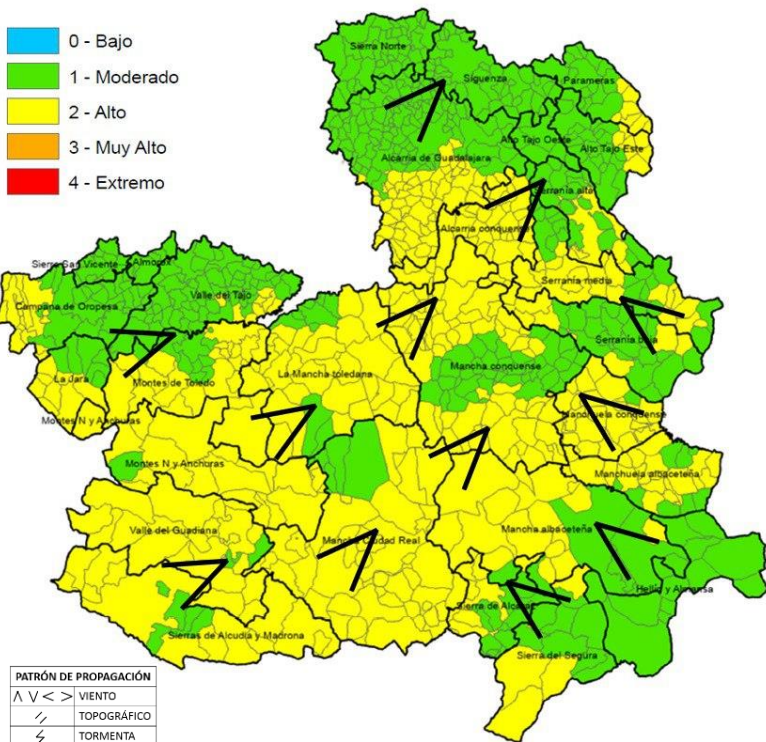 0 - Bajo
1 - Moderado
2 - Alto
3 - Muy Alto
4 - Extremo
Sierra Norte
Sigüenza
Parameras
Alto Tajo Oeste
Alto Tajo Este
Alcarria de Guadalajara
Serranía alta
Alcarria conquense
Sierra San Vicente
Almorox
Serranía media
Valle del Tajo
Campana de Oropesa
Serranía baja
Mancha conquense
La Jara
Montes de Toledo
La Mancha toledana
Manchuela conquense
Montes N y Anchuras
Montes N y Anchuras
Manchuela albaceteña
Valle del Guadiana
Mancha Ciudad Real
Mancha albaceteña
Hellín y Almansa
Sierra de Alcaraz
Sierras de Alcudia y Madrona
Sierra del Segura
PATRÓN DE PROPAGACIÓN
VIENTO
TOPOGRÁFICO
TORMENTA